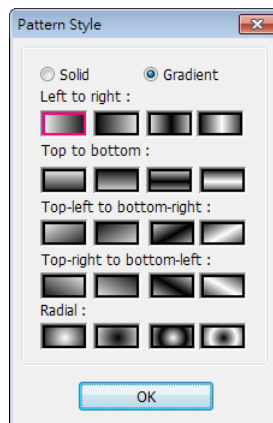 Pattern Style
Solid Gradient
Left to right :
Top to bottom :
Top-left to bottom-right :
Top-right to bottom-left :
Radial :
OK